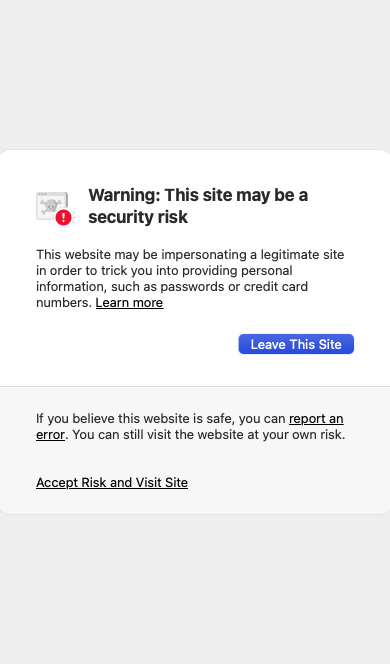 Warning: This site may be a
security risk
This website may be impersonating a legitimate site
in order to trick you into providing personal
information, such as passwords or credit card
numbers. Learn more
Leave This Site
If you believe this website is safe, you can report an
error. You can still visit the website at your own risk.
Accept Risk and Visit Site